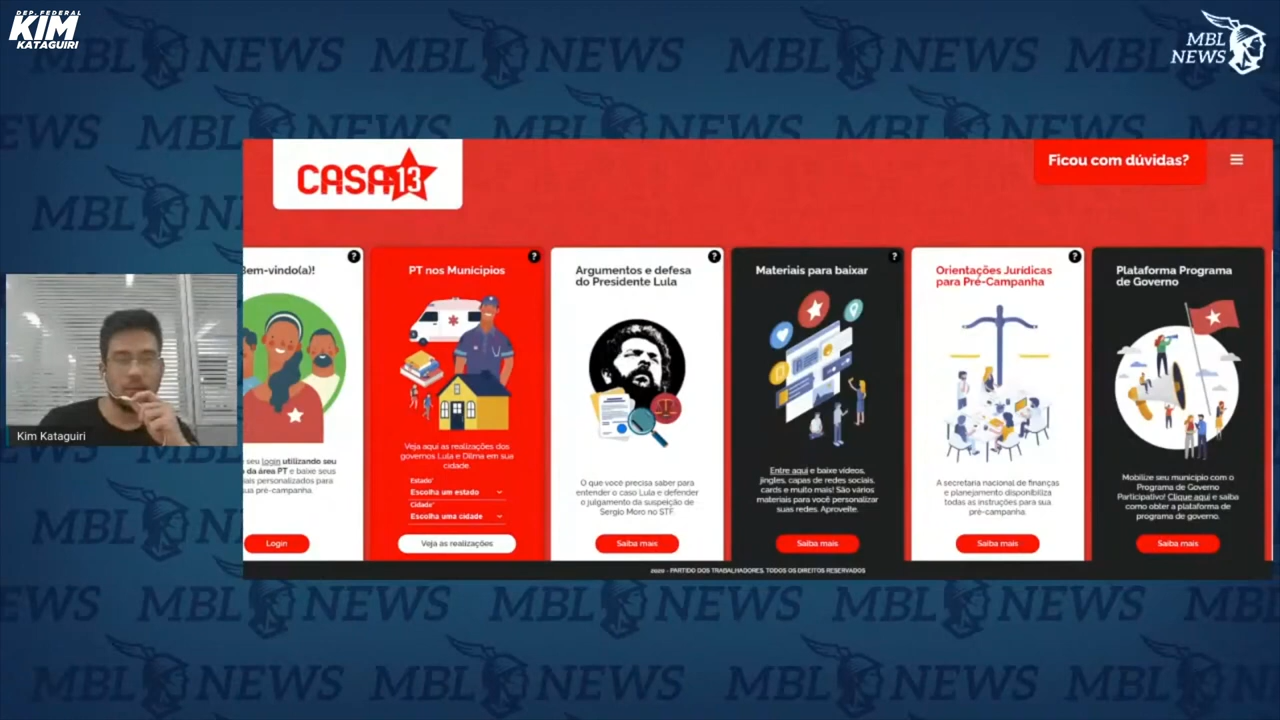 DEP. FEDERAL
KIM
KATAGUIRI
MBL
NEWS
MBL NEWS
CASA 13
Ficou com dúvidas?
Bem-vindo(a)!
seu login utilizando seu
da área PT e baixe seus
personalizados para
pré-campanha.
Login
?
PT nos Municípios
Veja aqui as realizações dos
governos Lula e Dilma em sua
cidade.
Estado*
Escolha um estado
Cidade*
Escolha uma cidade
Veja as realizações
?
Argumentos e defesa
do Presidente Lula
O que você precisa saber para
entender o caso Lula e defender
o julgamento da suspeição de
Sergio Moro no STF.
Saiba mais
?
Materiais para baixar
Entre aqui e baixe vídeos,
jingles, capas de redes sociais,
cards e muito mais! São vários
materiais para você personalizar
suas redes. Aproveite.
Saiba mais
?
Orientações Jurídicas
para Pré-Campanha
A secretaria nacional de finanças
e planejamento disponibiliza
todas as instruções para sua
pré-campanha.
Saiba mais
?
Plataforma Programa
de Governo
Mobilize seu município com o
Programa de Governo
Participativo! Clique aqui e saiba
como obter a plataforma de
programa de governo.
Saiba mais
2020 - PARTIDO DOS TRABALHADORES. TODOS OS DIREITOS RESERVADOS
Kim Kataguiri